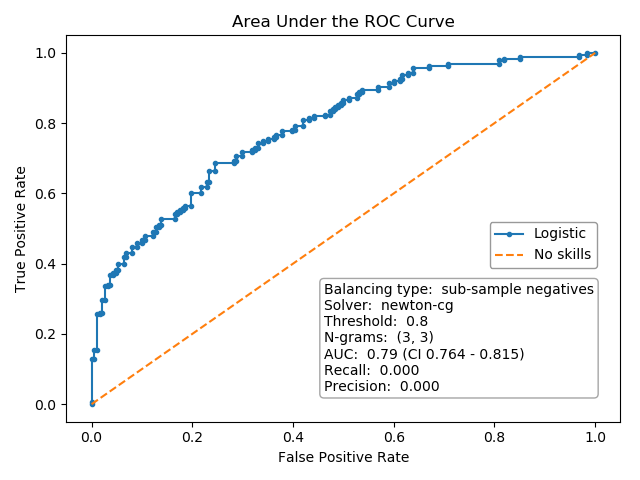 Area Under the ROC Curve
True Positive Rate
1.0
0.8
0.6
0.4
0.2
0.0
Logistic
No skills
Balancing type:  sub-sample negatives
Solver:  newton-cg
Threshold:  0.8
N-grams:  (3, 3)
AUC:  0.79 (CI 0.764 - 0.815)
Recall:  0.000
Precision:  0.000
0.0 0.2 0.4 0.6 0.8 1.0
False Positive Rate